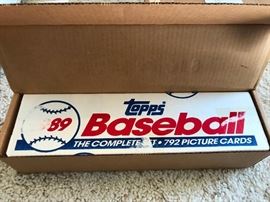 topps
'89
Baseball
THE COMPLETE SET • 792 PICTURE CARDS